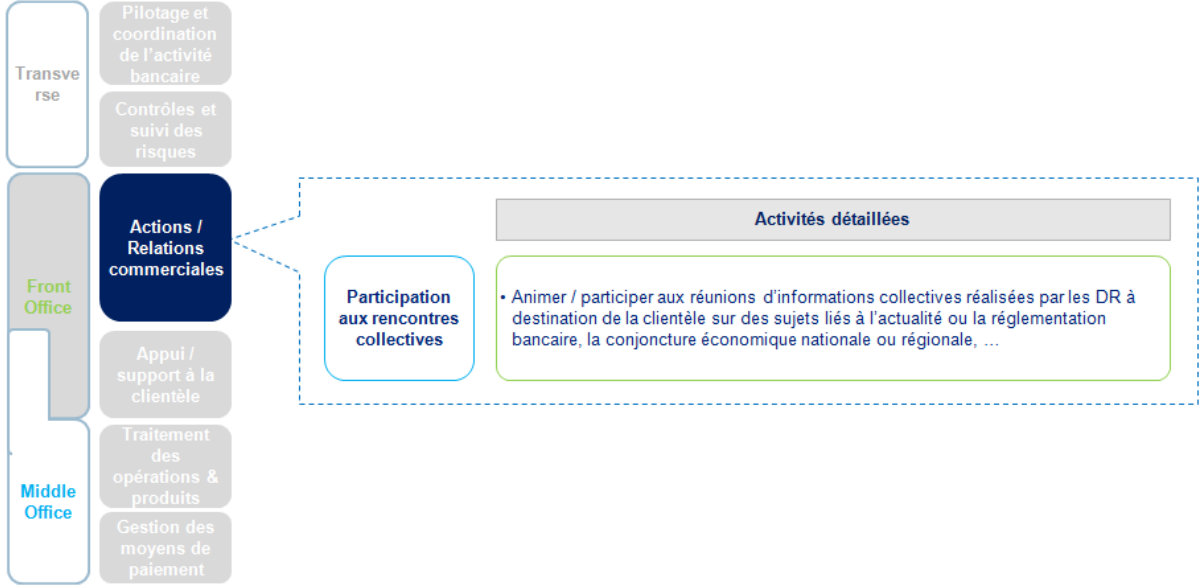 Pilotage et
coordination
de l'activité
bancaire
Transve
rse
Contrôles et
suivi des
risques
Actions /
Relations
commerciales
Activités détaillées
Front
Office
Participation
aux rencontres
collectives
• Animer / participer aux réunions d'informations collectives réalisées par les DR à
destination de la clientèle sur des sujets liés à l'actualité ou la réglementation
bancaire, la conjoncture économique nationale ou régionale, …
Appui /
support à la
clientèle
Traitement
des
opérations &
produits
Middle
Office
Gestion des
moyens de
paiement